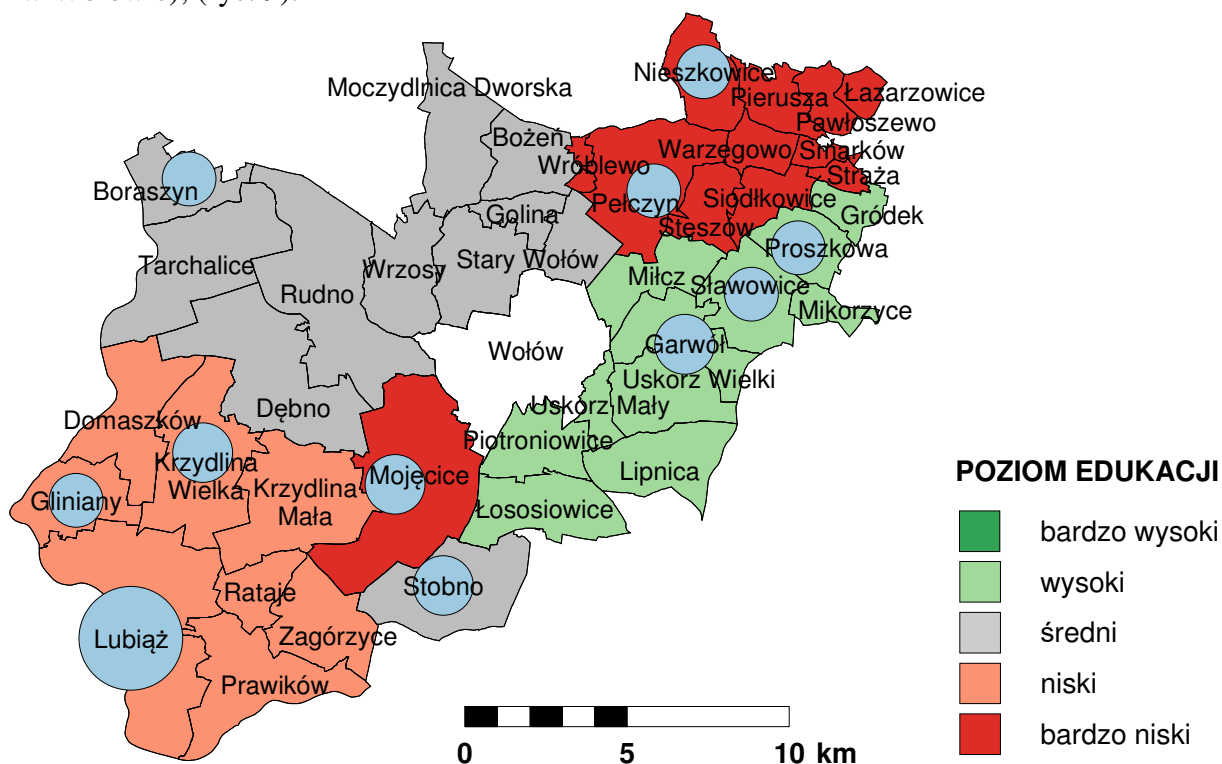 Moczydlnica Dworska
Nieszkowice
Pierusza
Łazarzowice
Pawłoszewo
Bożeń
Wróblewo
Warzęgowo
Smarków
Straża
Boraszyn
Pełczyn
Siodłkowice
Gródek
Golina
Stęszów
Proszkowa
Tarchalice
Wrzosy
Stary Wołów
Miłcz
Sławowice
Rudno
Mikorzyce
Wołów
Garwół
Uskorz Wielki
Domaszków
Dębno
Uskorz Mały
Piotroniowice
Krzydlina
Wielka
Mojęcice
Lipnica
Gliniany
Krzydlina
Mała
Łososiowice
Rataje
Stobno
Lubiąż
Zagórzyce
Prawików
POZIOM EDUKACJI
bardzo wysoki
wysoki
średni
niski
bardzo niski
0 5 10 km